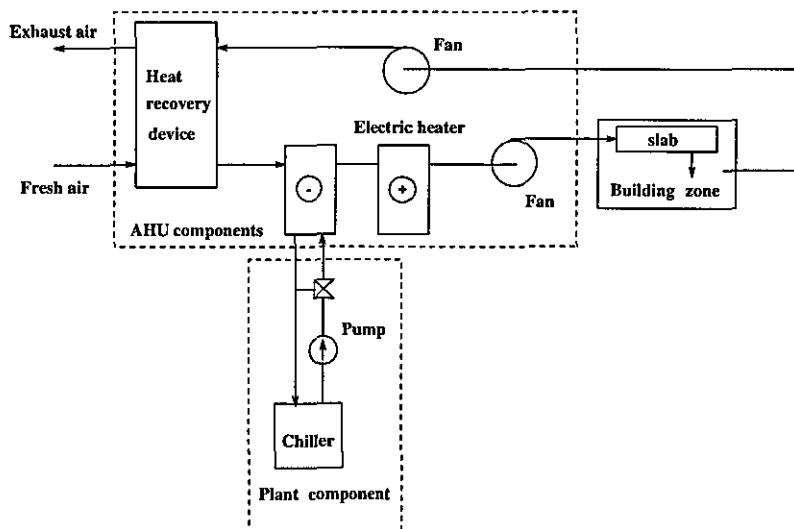 Exhaust air
Fan
Heat
recovery
device
Electric heater
slab
-
+
Fresh air
Fan
Building zone
AHU components
Pump
Chiller
Plant component